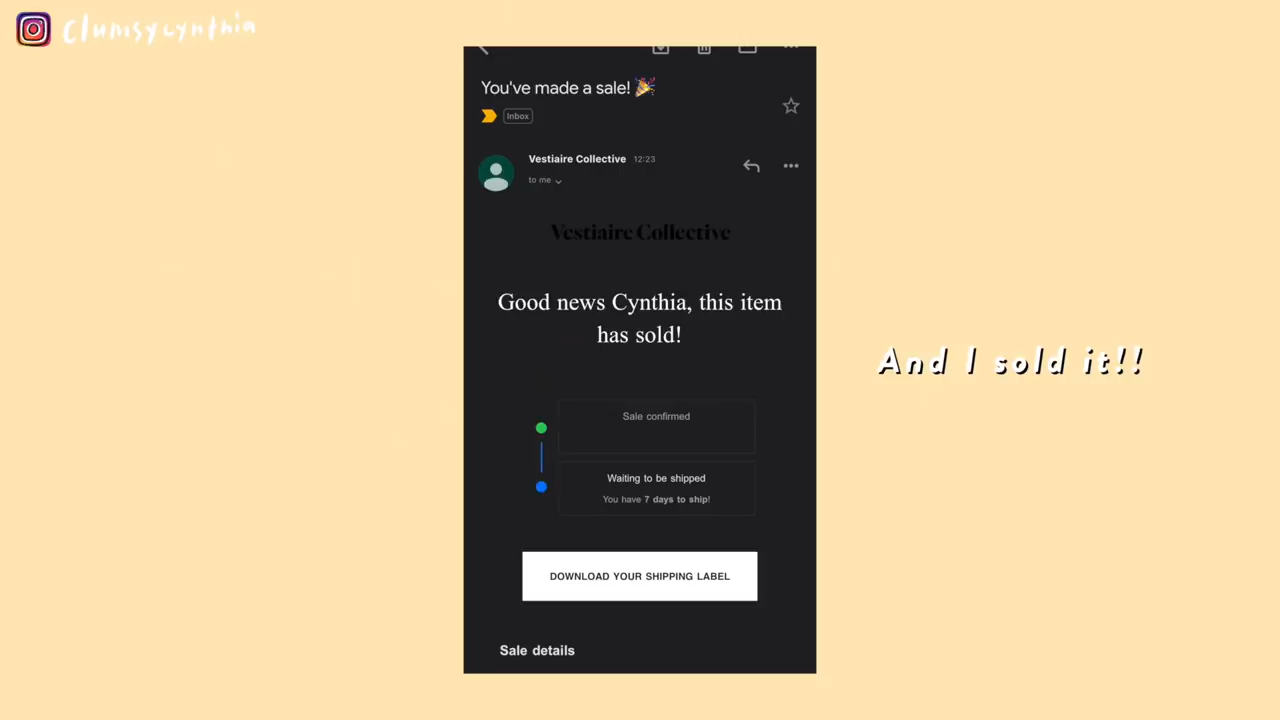 Clumsycynthia
You've made a sale! 🎉
Inbox
Vestiaire Collective 12:23
to me
Vestiaire Collective
Good news Cynthia, this item
has sold!
And I sold it!!
Sale confirmed
Waiting to be shipped
You have 7 days to ship!
DOWNLOAD YOUR SHIPPING LABEL
Sale details